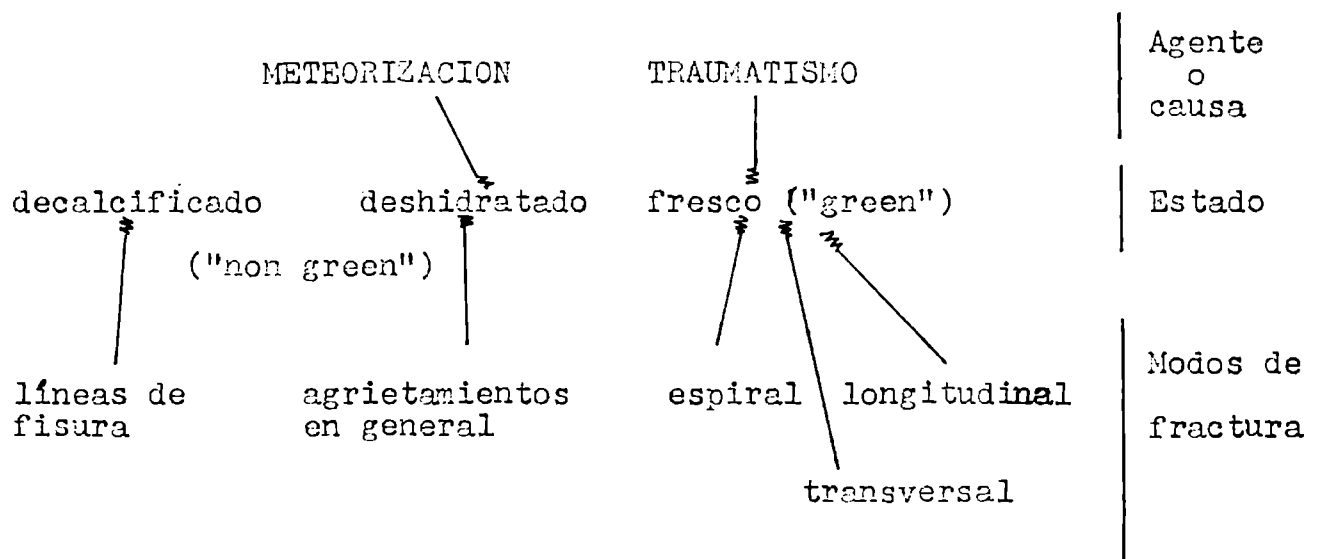 METEORIZACION TRAUMATISMO
Agente
o
causa
decalcificado deshidratado fresco ("green")
Estado
("non green")
líneas de
fisura
agrietamientos
en general
espiral longitudinal
transversal
Modos de
fractura